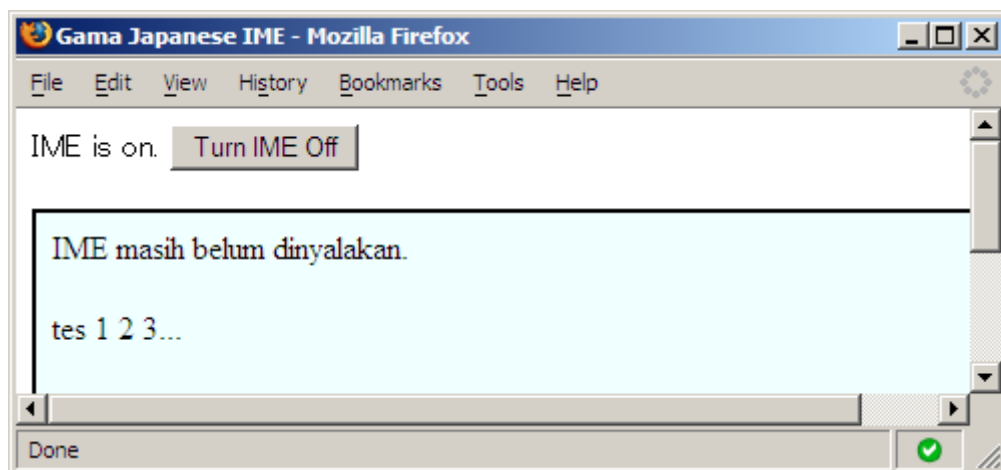 Gama Japanese IME - Mozilla Firefox
File Edit View History Bookmarks Tools Help
IME is on. Turn IME Off
IME masih belum dinyalakan.
tes 1 2 3...
Done